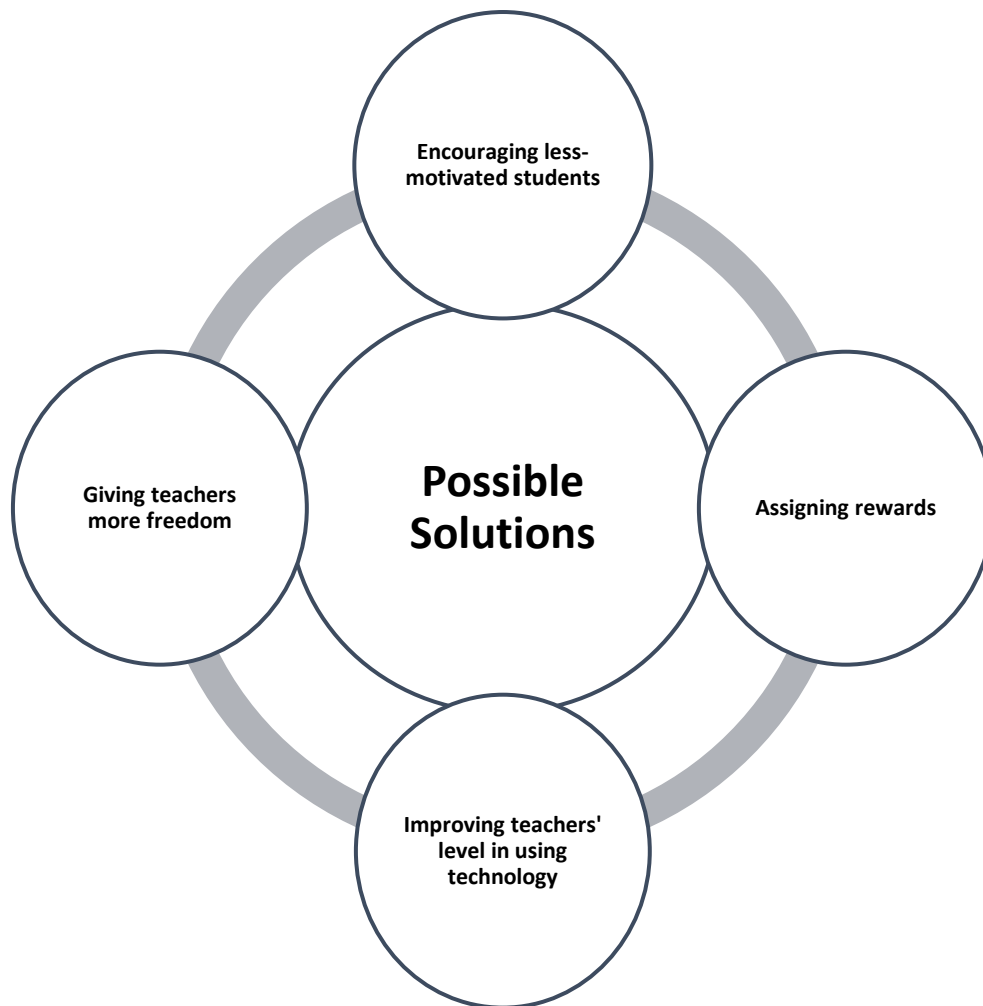 Encouraging less-
motivated students
Giving teachers
more freedom
Possible
Solutions
Assigning rewards
Improving teachers'
level in using
technology